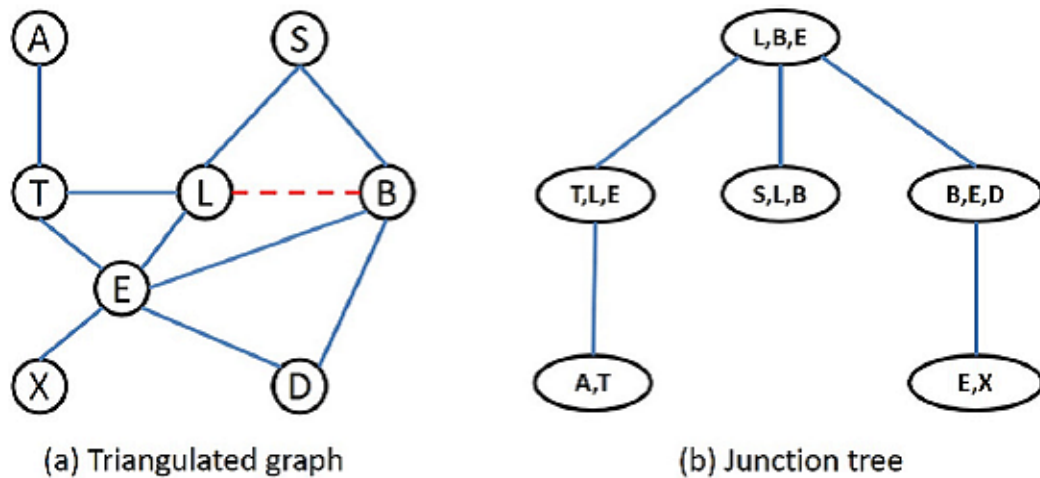 A
S
T
L
B
E
X
D
(a) Triangulated graph
L,B,E
T,L,E
S,L,B
B,E,D
A,T
E,X
(b) Junction tree